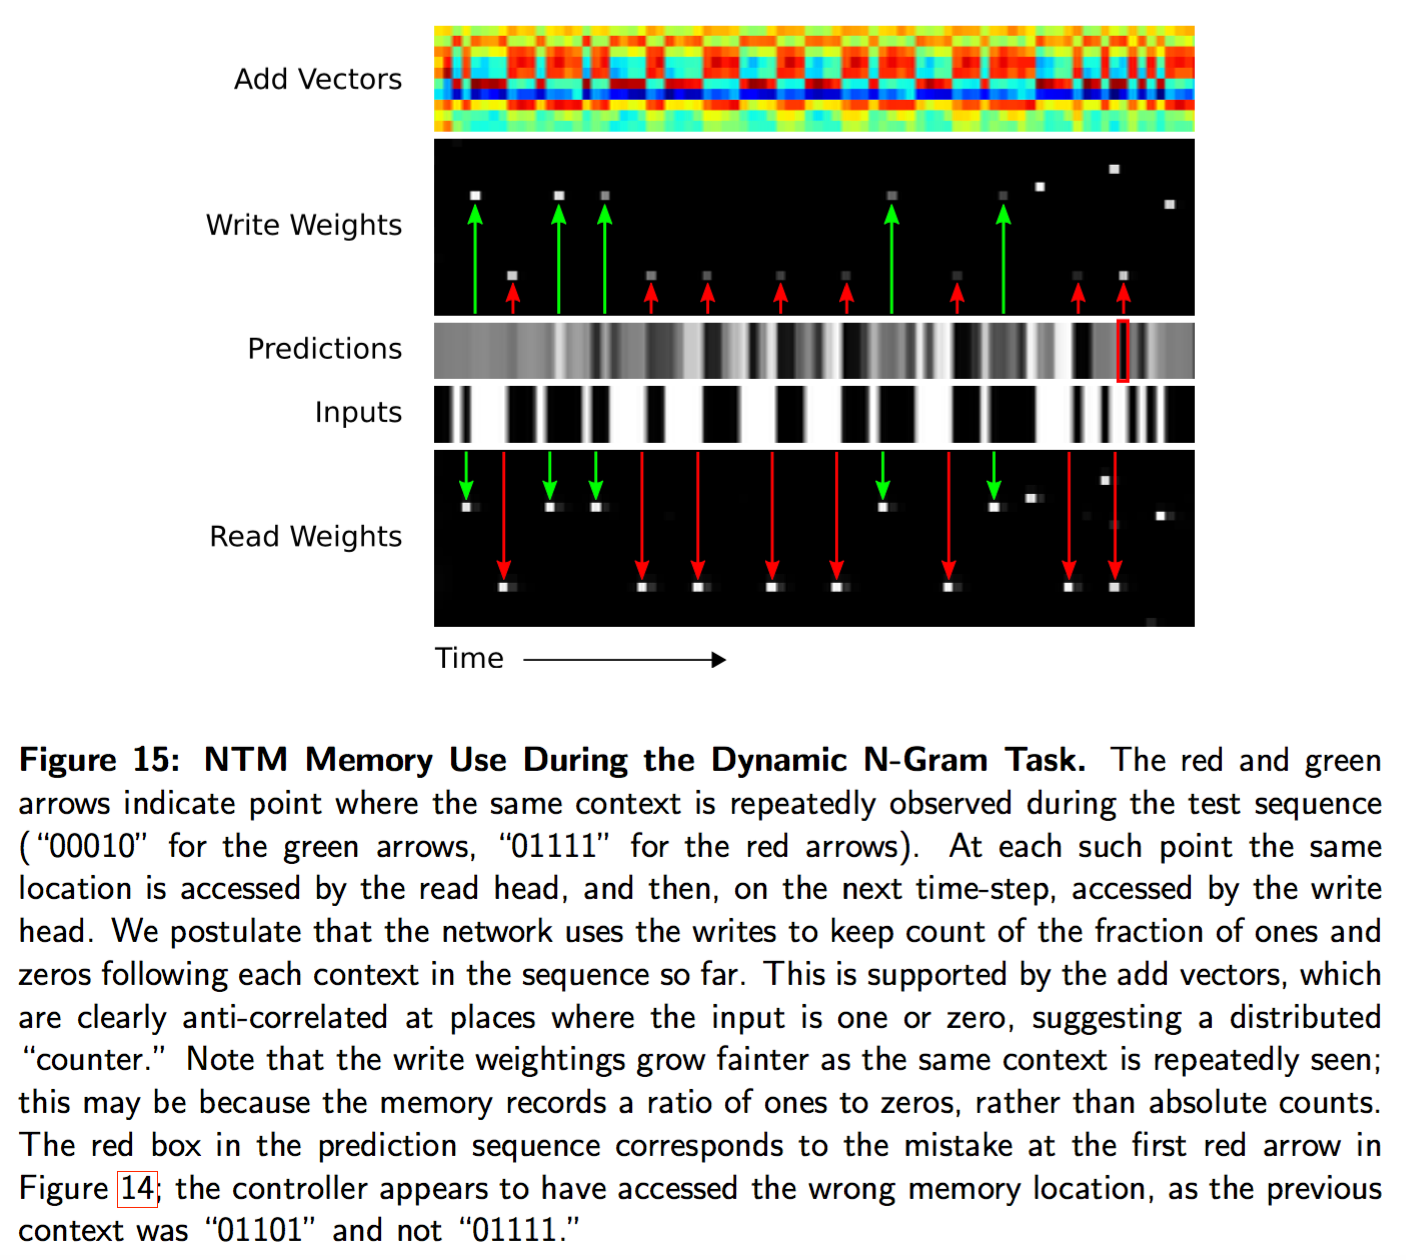 Add Vectors
Write Weights
Predictions
Inputs
Read Weights
Time
Figure 15: NTM Memory Use During the Dynamic N-Gram Task. The red and green
arrows indicate point where the same context is repeatedly observed during the test sequence
(“00010” for the green arrows, “01111” for the red arrows). At each such point the same
location is accessed by the read head, and then, on the next time-step, accessed by the write
head. We postulate that the network uses the writes to keep count of the fraction of ones and
zeros following each context in the sequence so far. This is supported by the add vectors, which
are clearly anti-correlated at places where the input is one or zero, suggesting a distributed
“counter.” Note that the write weightings grow fainter as the same context is repeatedly seen;
this may be because the memory records a ratio of ones to zeros, rather than absolute counts.
The red box in the prediction sequence corresponds to the mistake at the first red arrow in
Figure 14; the controller appears to have accessed the wrong memory location, as the previous
context was “01101” and not “01111.”